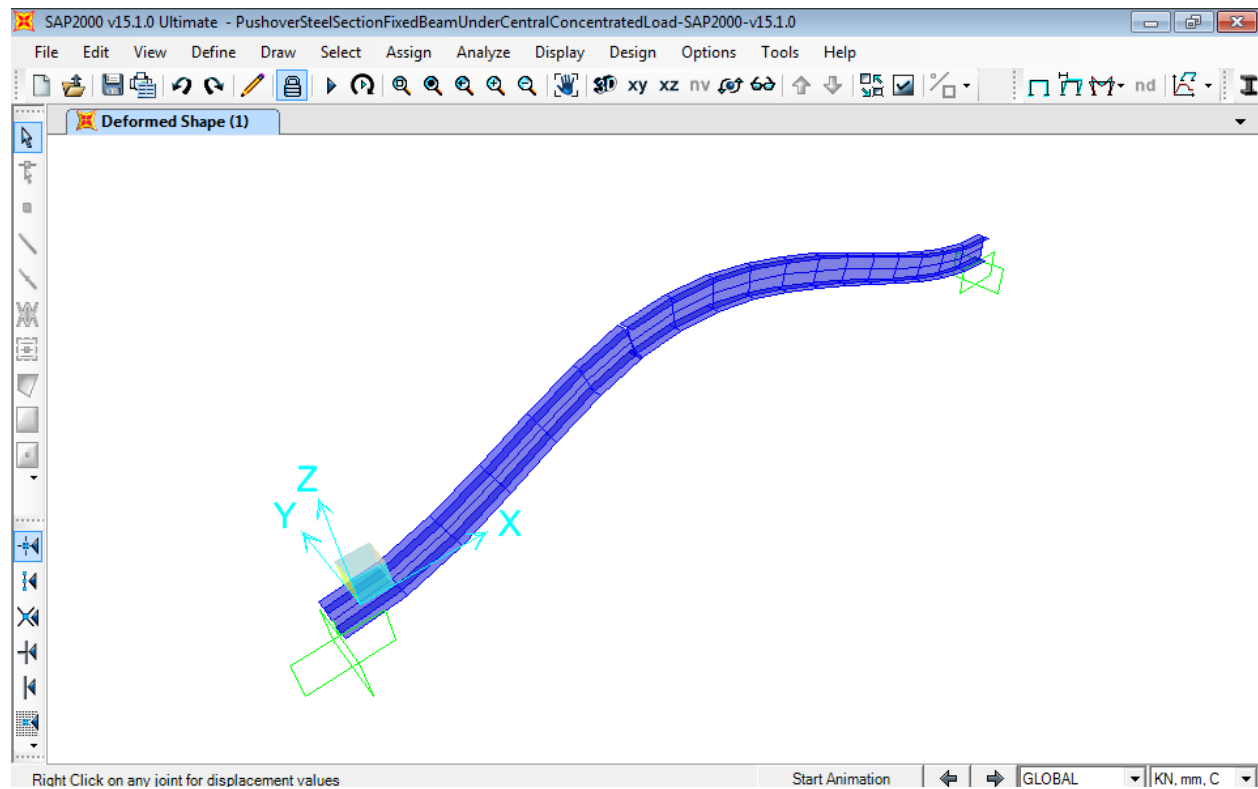 SAP2000 v15.1.0 Ultimate - PushoverSteelSectionFixedBeamUnderCentralConcentratedLoad-SAP2000-v15.1.0
File Edit View Define Draw Select Assign Analyze Display Design Options Tools Help
3D xy xz nv nd
Deformed Shape (1)
Z
Y
X
Right Click on any joint for displacement values Start Animation GLOBAL KN, mm, C